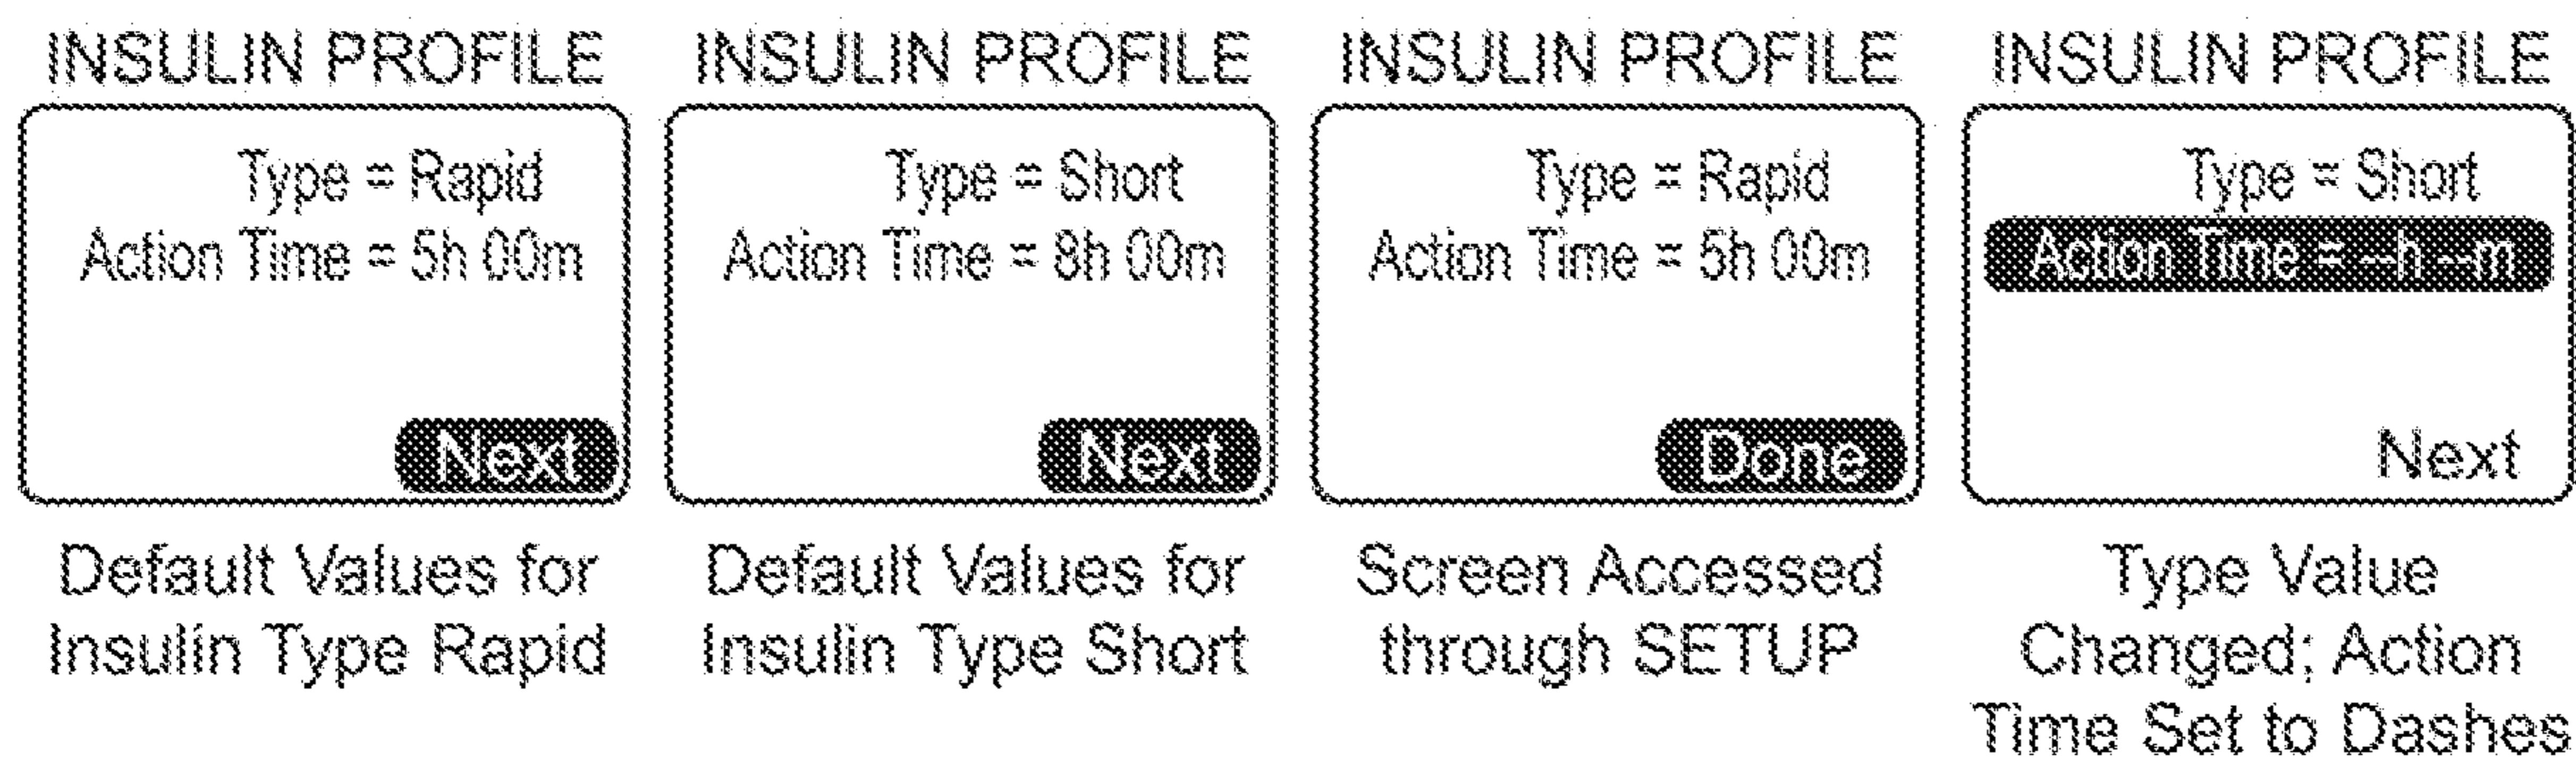 INSULIN PROFILE
Type = Rapid
Action Time = 5h 00m
Next
Default Values for
Insulin Type Rapid
INSULIN PROFILE
Type = Short
Action Time = 8h 00m
Next
Default Values for
Insulin Type Short
INSULIN PROFILE
Type = Rapid
Action Time = 5h 00m
Done
Screen Accessed
through SETUP
INSULIN PROFILE
Type = Short
Action Time = --h --m
Next
Type Value
Changed; Action
Time Set to Dashes